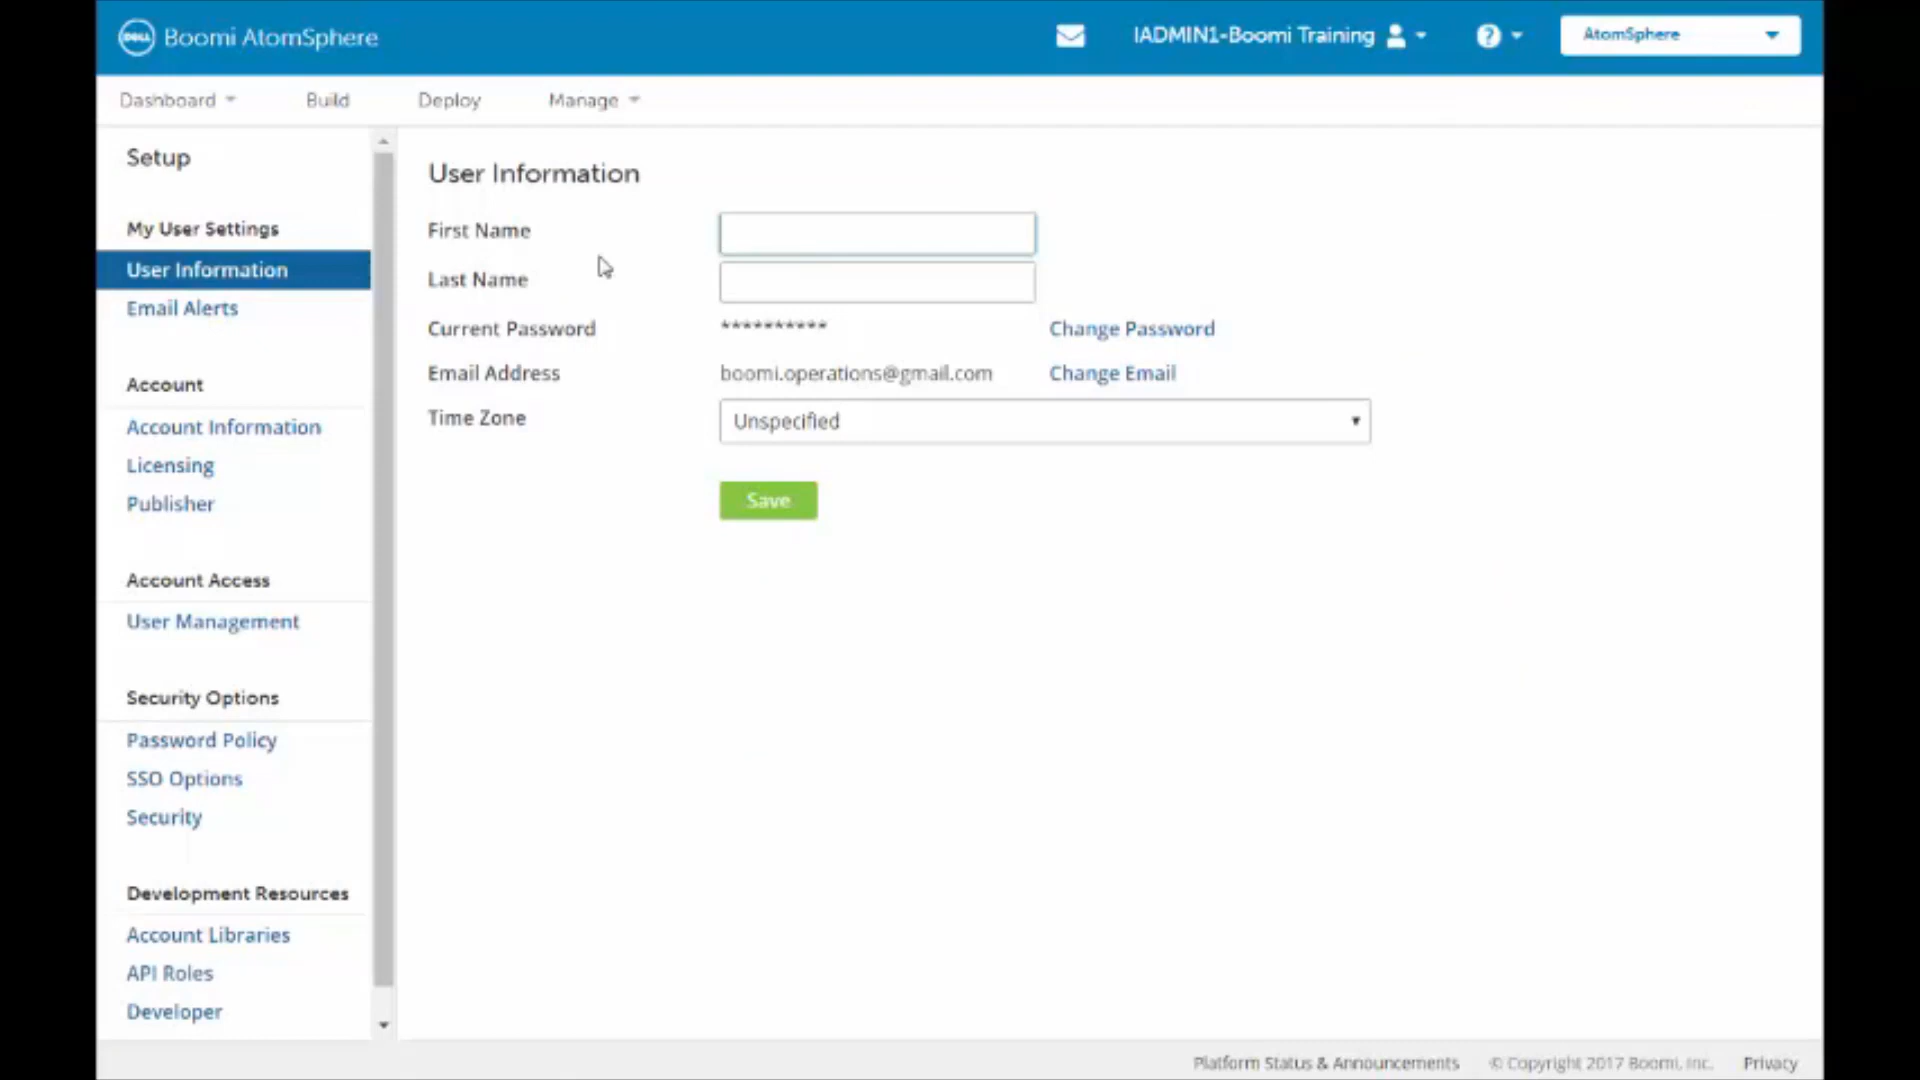 DELL Boomi AtomSphere
IADMIN1-Boomi Training
?
AtomSphere
Dashboard
Build
Deploy
Manage
Setup
My User Settings
User Information
Email Alerts
Account
Account Information
Licensing
Publisher
Account Access
User Management
Security Options
Password Policy
SSO Options
Security
Development Resources
Account Libraries
API Roles
Developer
User Information
First Name
Last Name
Current Password ********** Change Password
Email Address boomi.operations@gmail.com Change Email
Time Zone Unspecified
Save
Platform Status & Announcements © Copyright 2017 Boomi, Inc. Privacy